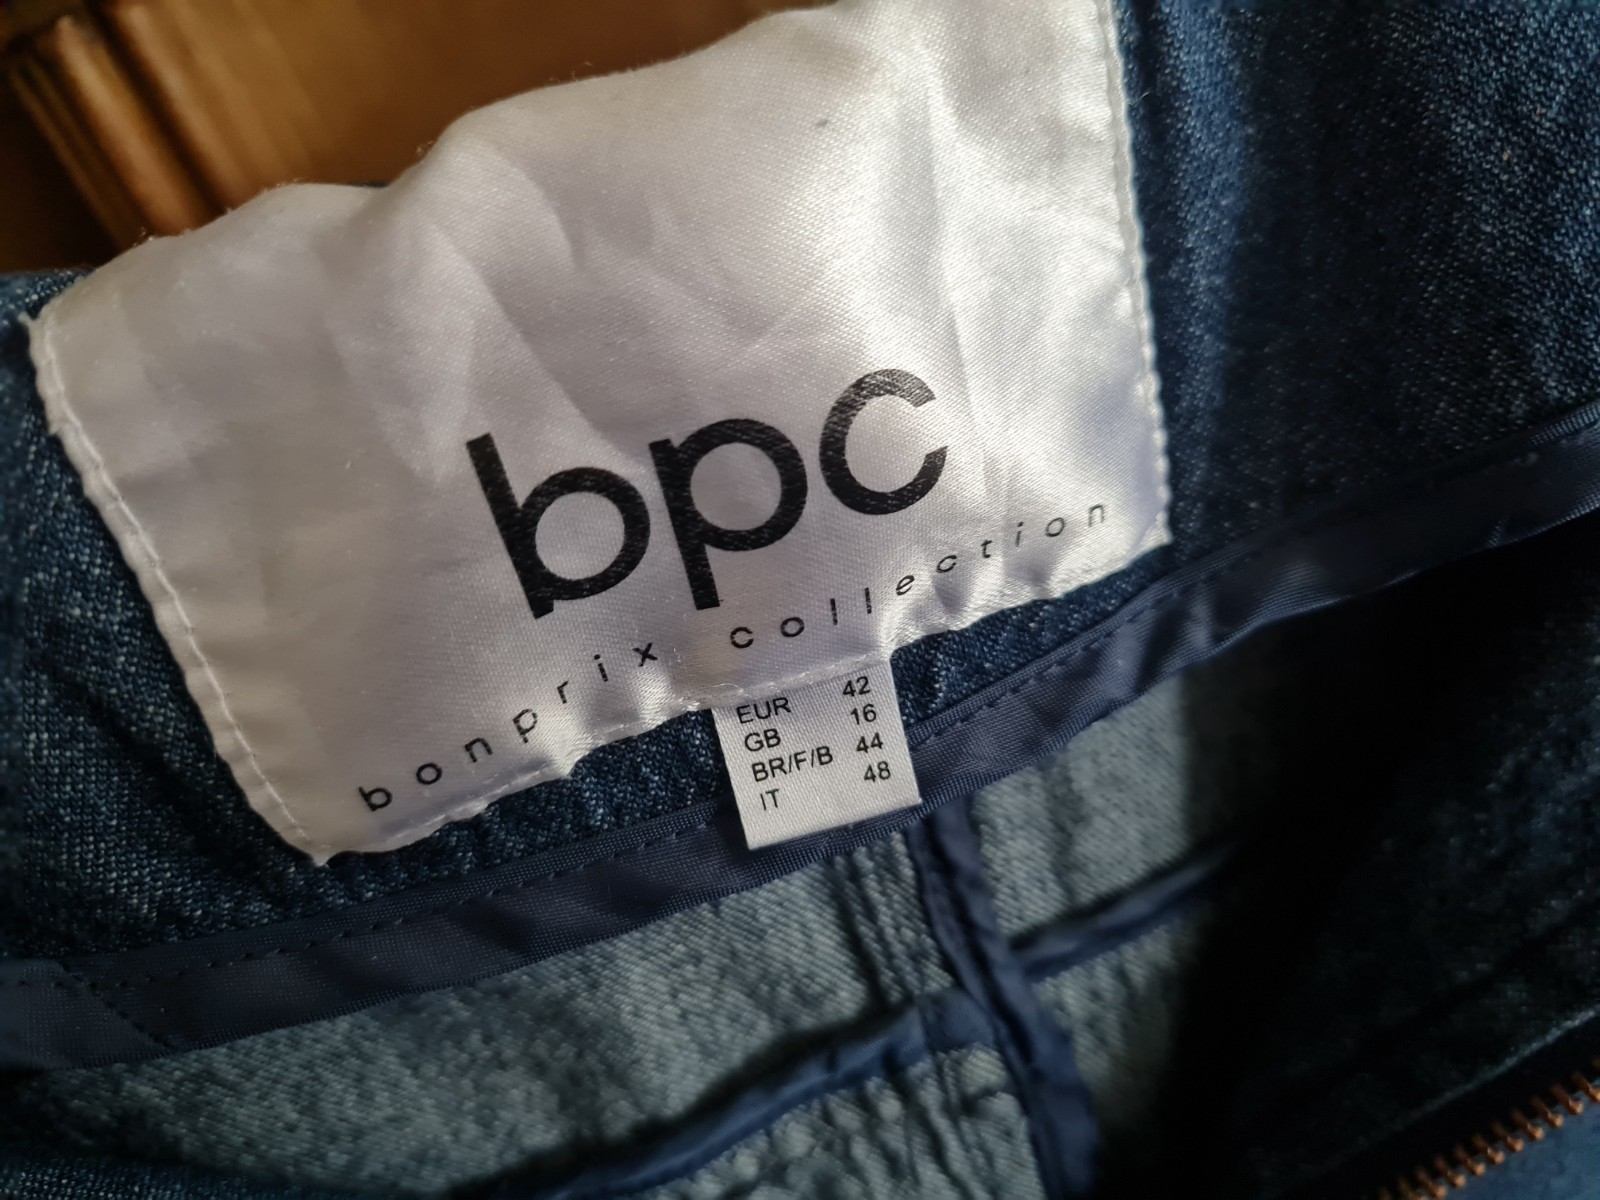 bpc
bonprix collection
EUR 42
GB 16
BR/F/B 44
IT 48